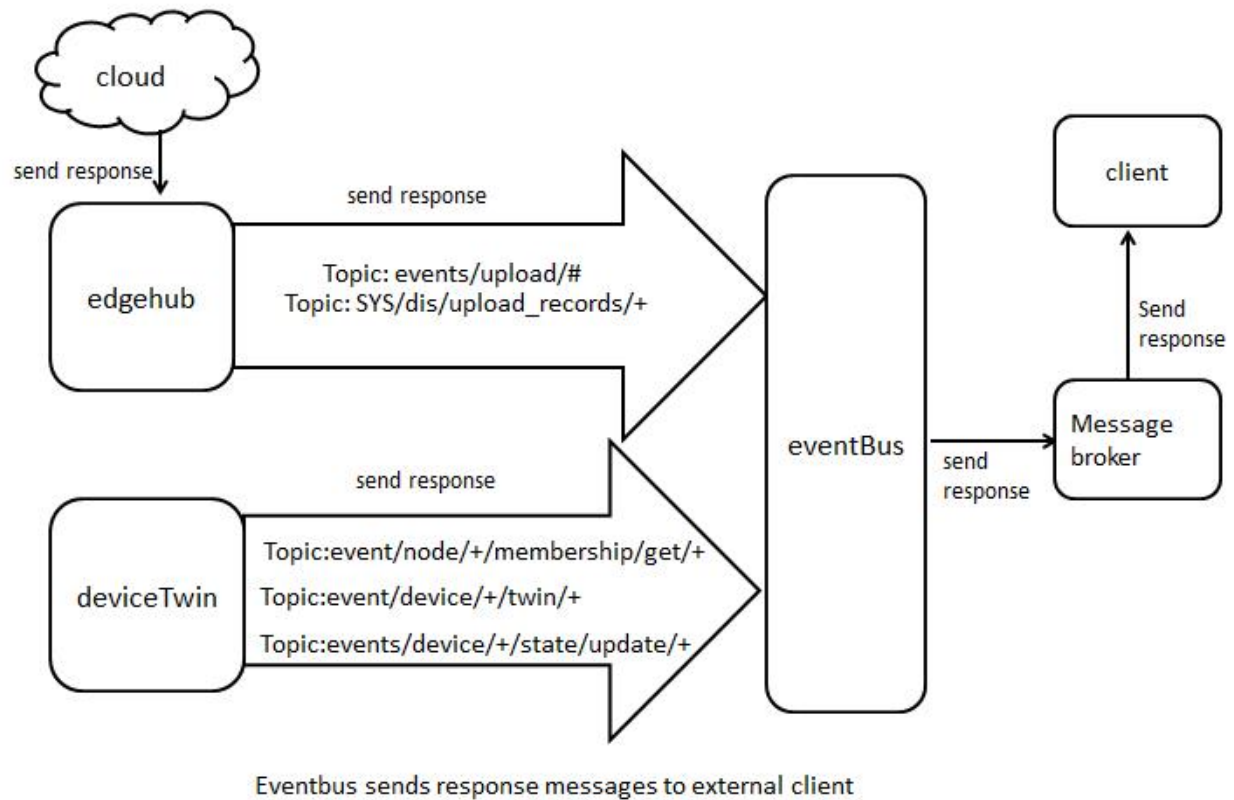 cloud
send response
send response
edgehub
Topic: events/upload/#
Topic: SYS/dis/upload_records/+
client
Send
response
Message
broker
eventBus
send
response
send response
deviceTwin
Topic:event/node/+/membership/get/+
Topic:event/device/+/twin/+
Topic:events/device/+/state/update/+
Eventbus sends response messages to external client